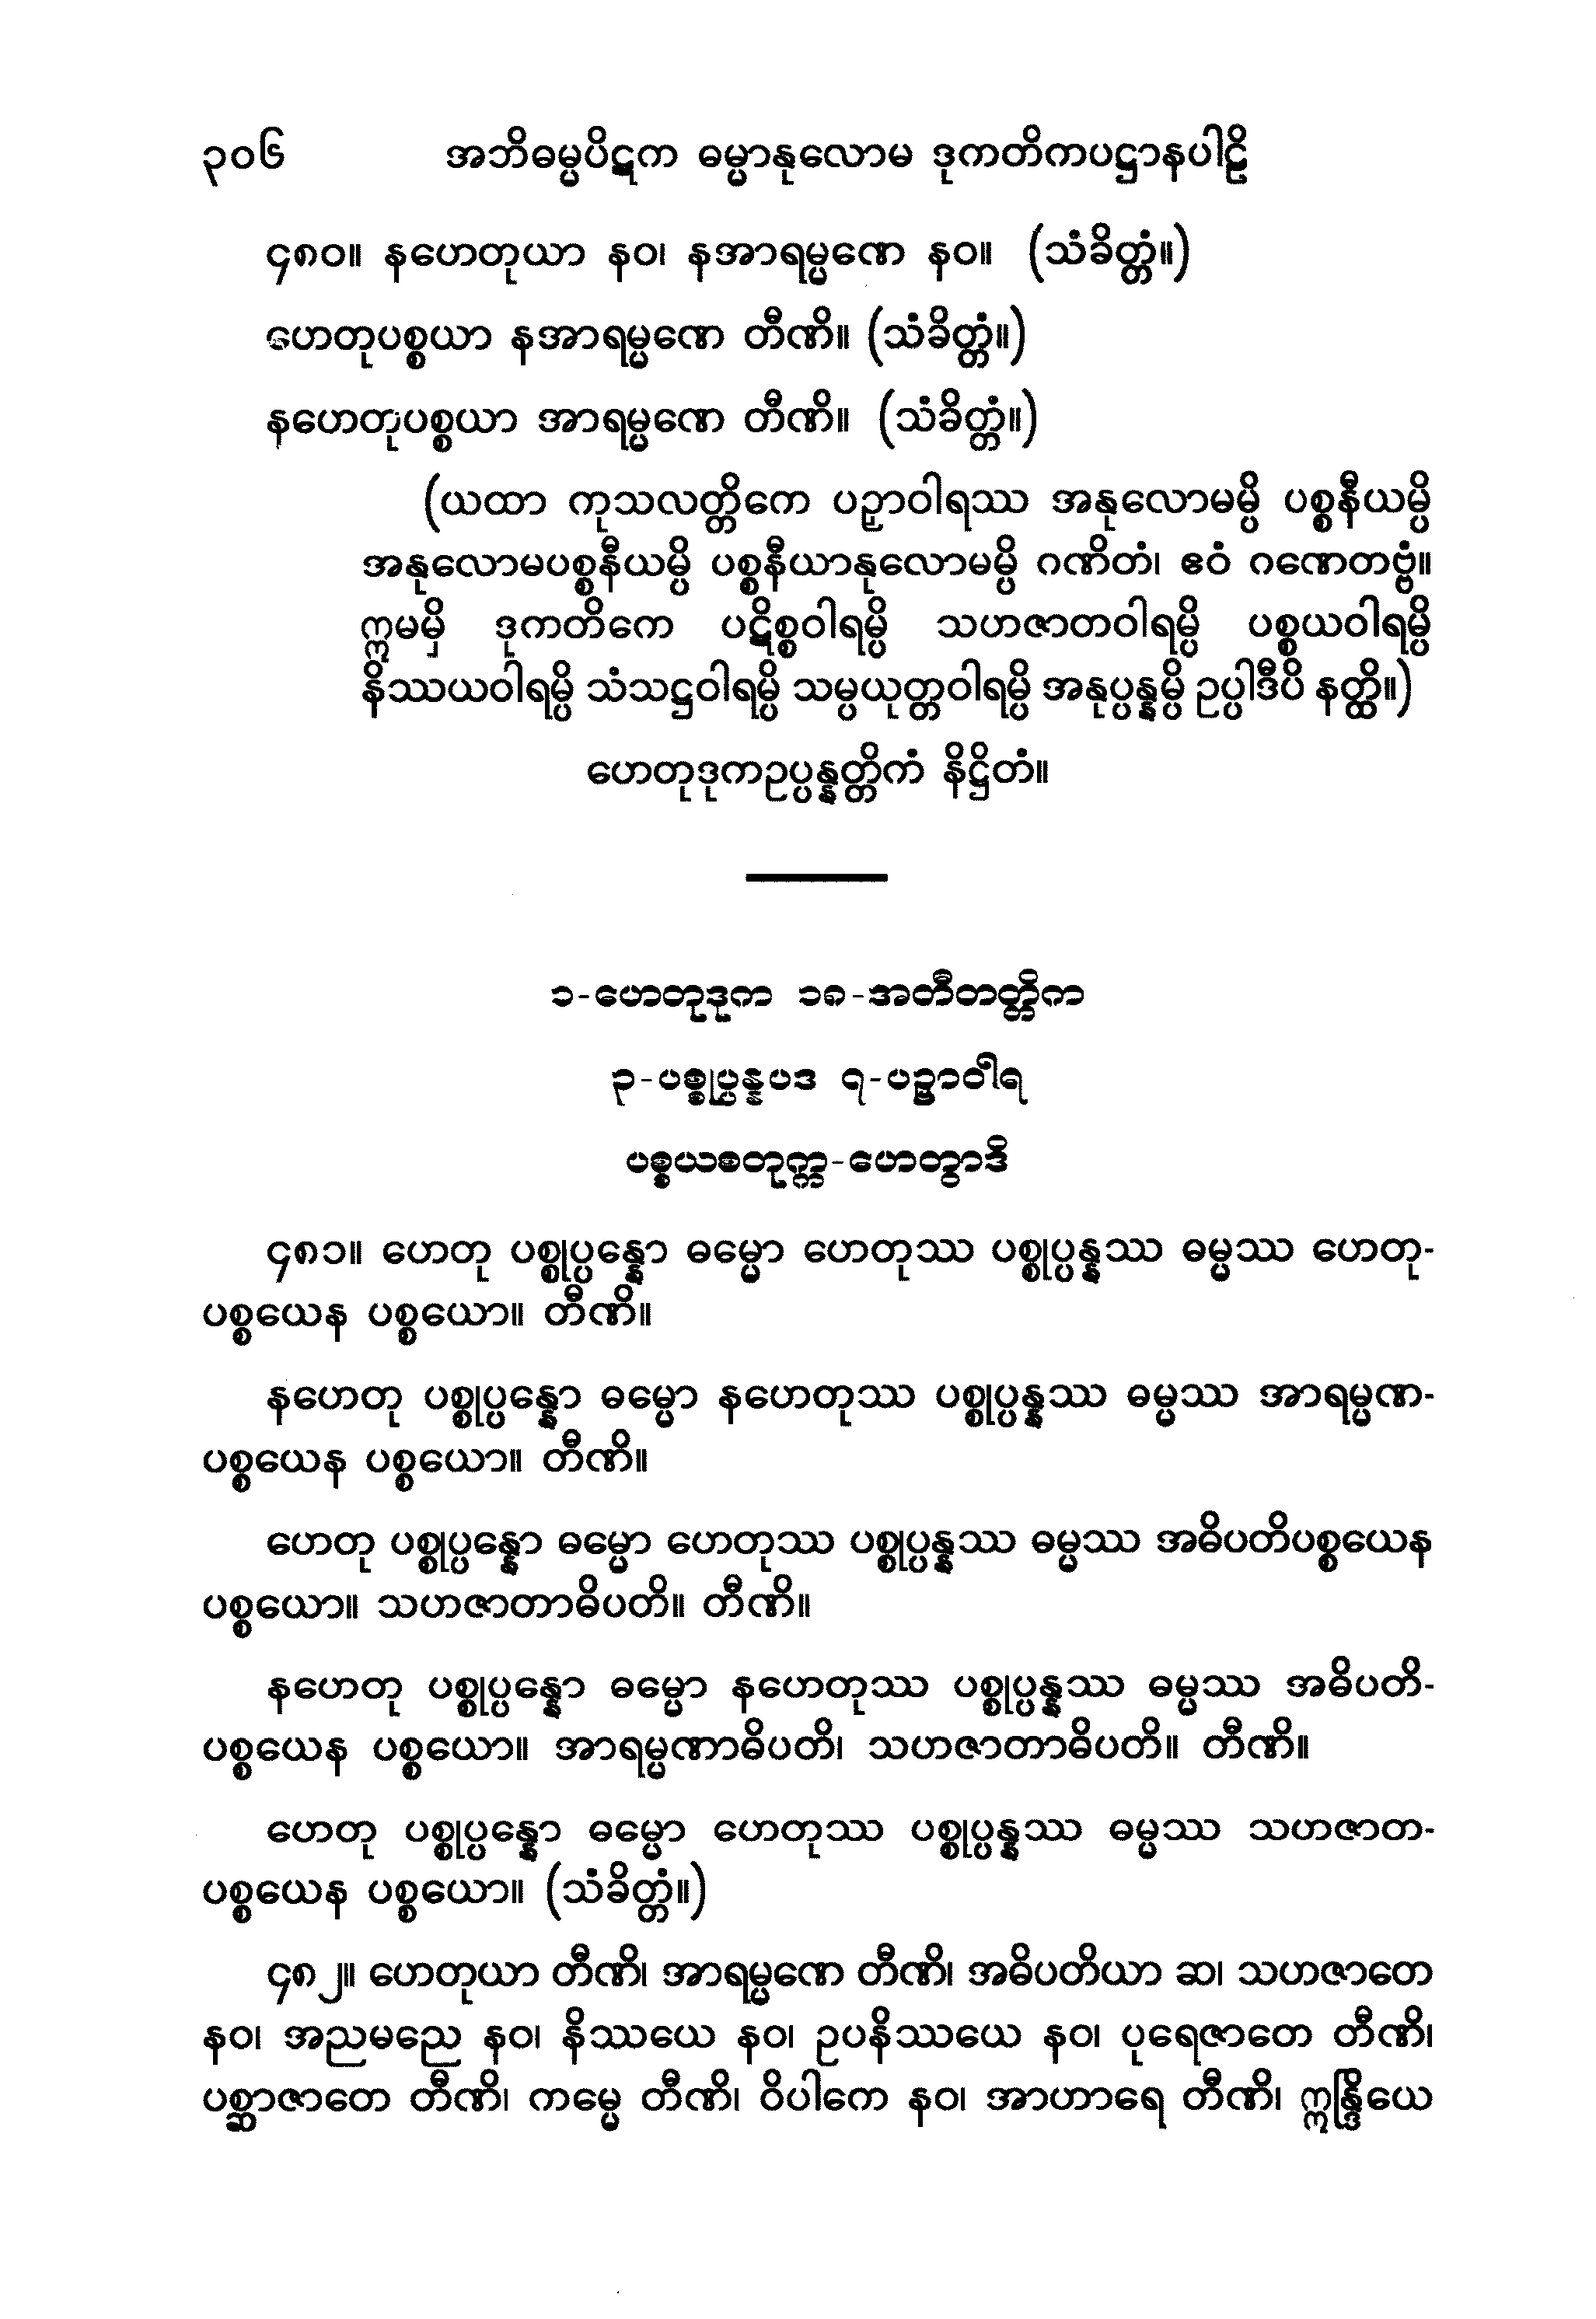 ၃၀၆ အဘိဓမ္မပိဋက ဓမ္မာနုလောမ ဒုကတိကပဋ္ဌာနပါဠိ
၄၈၀။ နဟေတုယာ နဝ၊ နအာရမ္မဏေ နဝ။ (သံခိတ္တံ။)
ဟေတုပစ္စယာ နအာရမ္မဏေ တီဏိ။ (သံခိတ္တံ။)
နဟေတုပစ္စယာ အာရမ္မဏေ တီဏိ။ (သံခိတ္တံ။)
(ယထာ ကုသလတ္တိကေ ပဉှာဝါရဿ အနုလောမမ္ပိ ပစ္စနီယမ္ပိ
အနုလောမပစ္စနီယမ္ပိ ပစ္စနီယာနုလောမမ္ပိ ဂဏိတံ၊ ဧဝံ ဂဏေတဗ္ဗံ။
ဣမမှိ ဒုကတိကေ ပဋိစ္စဝါရမ္ပိ သဟဇာတဝါရမ္ပိ ပစ္စယဝါရမ္ပိ
နိဿယဝါရမ္ပိ သံသဋ္ဌဝါရမ္ပိ သမ္ပယုတ္တဝါရမ္ပိ အနုပ္ပန္နမ္ပိ ဥပ္ပါဒီပိ နတ္ထိ။)
ဟေတုဒုကဥပ္ပန္နတ္တိကံ နိဋ္ဌိတံ။
၁-ဟေတုဒုက ၁၈-အတီတတ္တိက
၃-ပစ္စုပ္ပန္နပဒ ၇-ပဉှာဝါရ
ပစ္စယစတုက္က-ဟေတွာဒိ
၄၈၁။ ဟေတု ပစ္စုပ္ပန္နော ဓမ္မော ဟေတုဿ ပစ္စုပ္ပန္နဿ ဓမ္မဿ ဟေတု-
ပစ္စယေန ပစ္စယော။ တီဏိ။
နဟေတု ပစ္စုပ္ပန္နော ဓမ္မော နဟေတုဿ ပစ္စုပ္ပန္နဿ ဓမ္မဿ အာရမ္မဏ-
ပစ္စယေန ပစ္စယော။ တီဏိ။
ဟေတု ပစ္စုပ္ပန္နော ဓမ္မော ဟေတုဿ ပစ္စုပ္ပန္နဿ ဓမ္မဿ အဓိပတိပစ္စယေန
ပစ္စယော။ သဟဇာတာဓိပတိ။ တီဏိ။
နဟေတု ပစ္စုပ္ပန္နော ဓမ္မော နဟေတုဿ ပစ္စုပ္ပန္နဿ ဓမ္မဿ အဓိပတိ-
ပစ္စယေန ပစ္စယော။ အာရမ္မဏာဓိပတိ၊ သဟဇာတာဓိပတိ။ တီဏိ။
ဟေတု ပစ္စုပ္ပန္နော ဓမ္မော ဟေတုဿ ပစ္စုပ္ပန္နဿ ဓမ္မဿ သဟဇာတ-
ပစ္စယေန ပစ္စယော။ (သံခိတ္တံ။)
၄၈၂။ ဟေတုယာ တီဏိ၊ အာရမ္မဏေ တီဏိ၊ အဓိပတိယာ ဆ၊ သဟဇာတေ
နဝ၊ အညမညေ နဝ၊ နိဿယေ နဝ၊ ဥပနိဿယေ နဝ၊ ပုရေဇာတေ တီဏိ၊
ပစ္ဆာဇာတေ တီဏိ၊ ကမ္မေ တီဏိ၊ ဝိပါကေ နဝ၊ အာဟာရေ တီဏိ၊ ဣန္ဒြိယေ